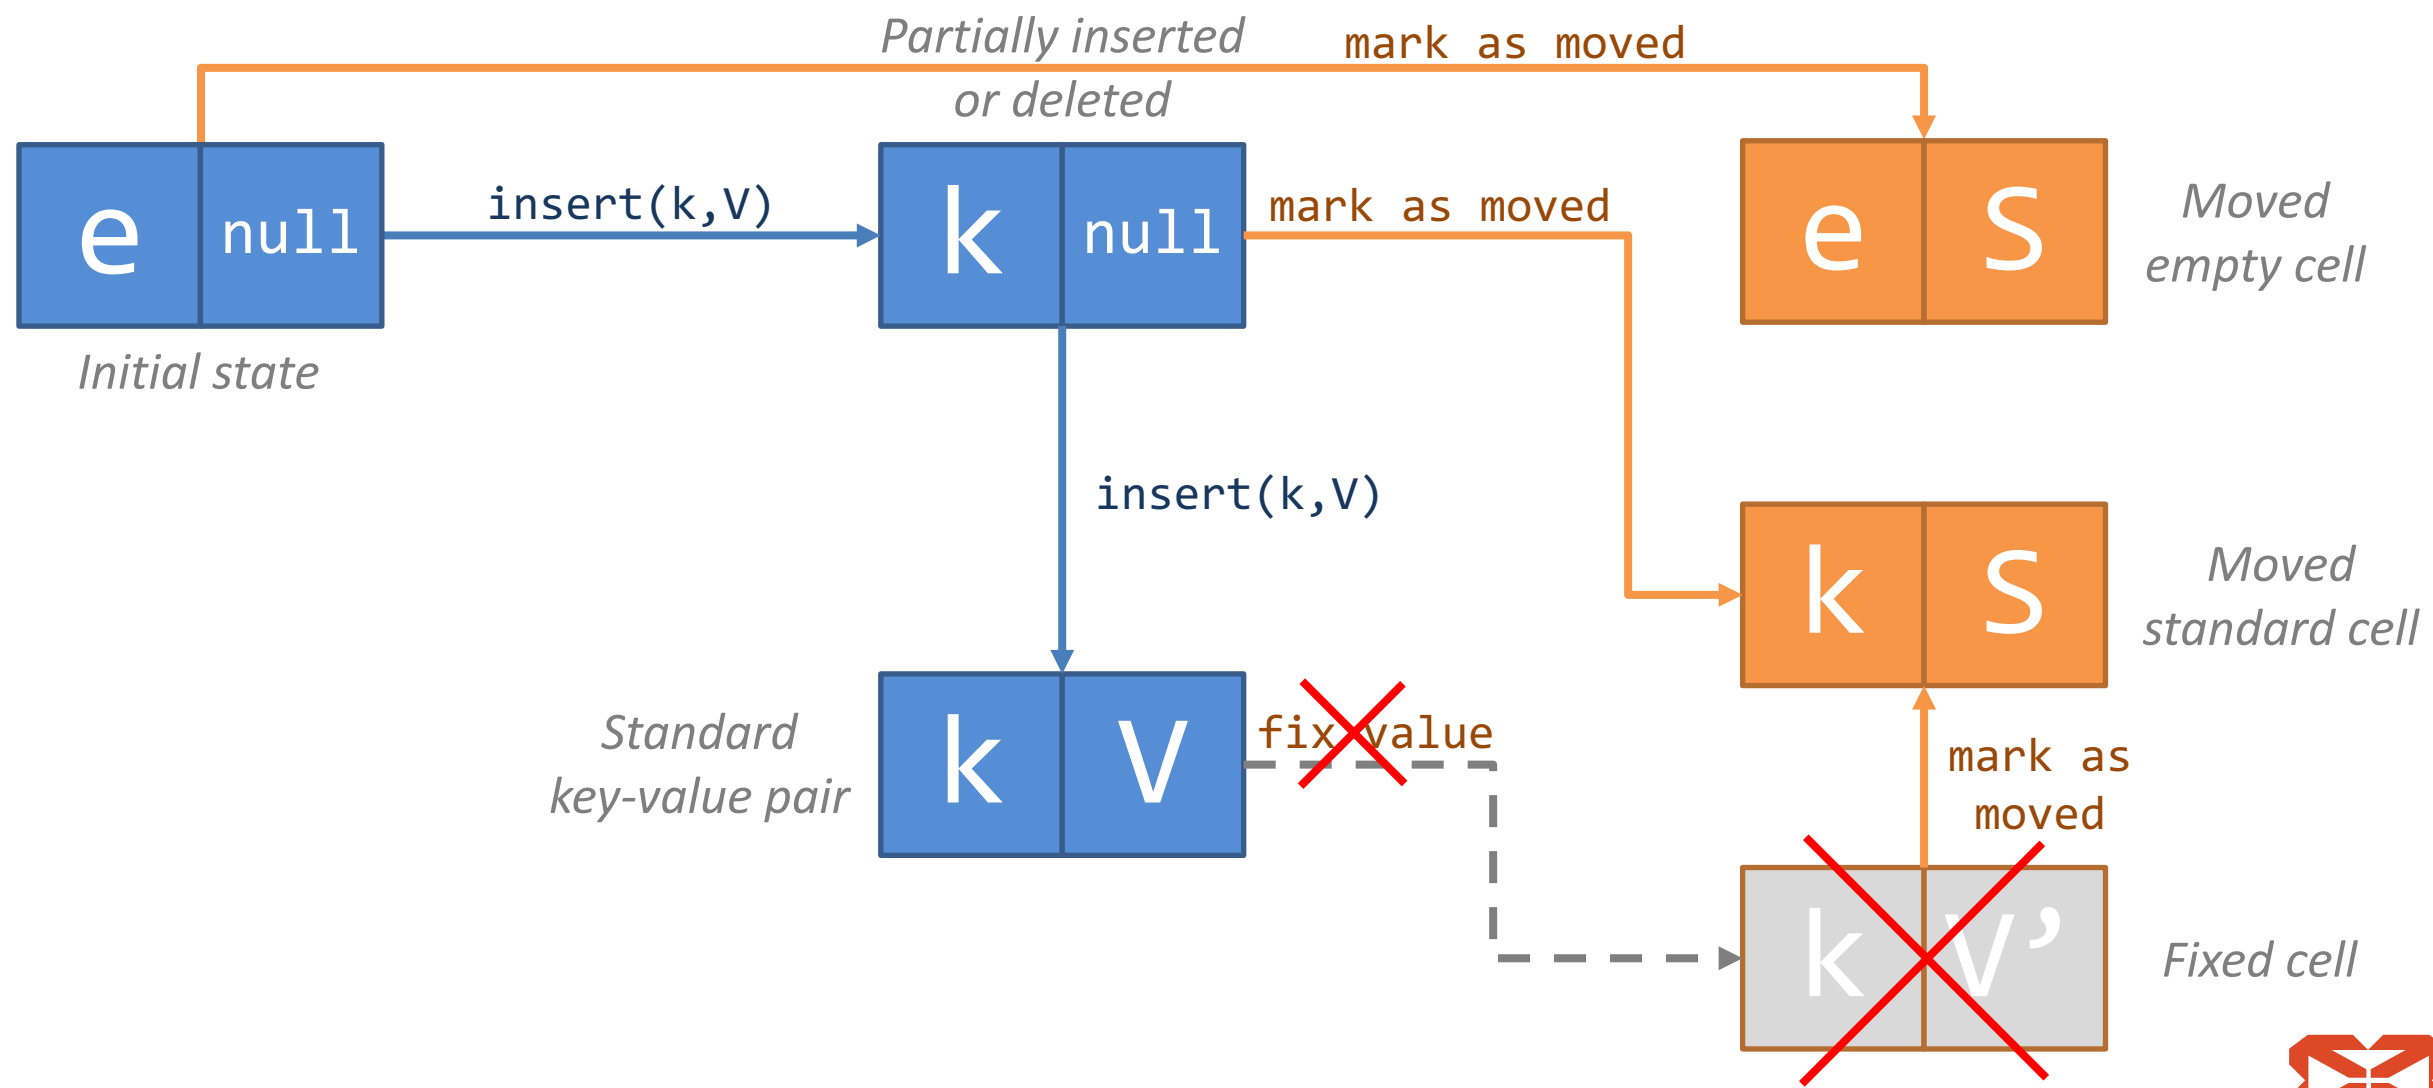 Partially inserted
or deleted
mark as moved
e null
insert(k,V)
k null
mark as moved
e S
Moved
empty cell
Initial state
insert(k,V)
k S
Moved
standard cell
Standard
key-value pair
k V
fix value
mark as
moved
k V’
Fixed cell